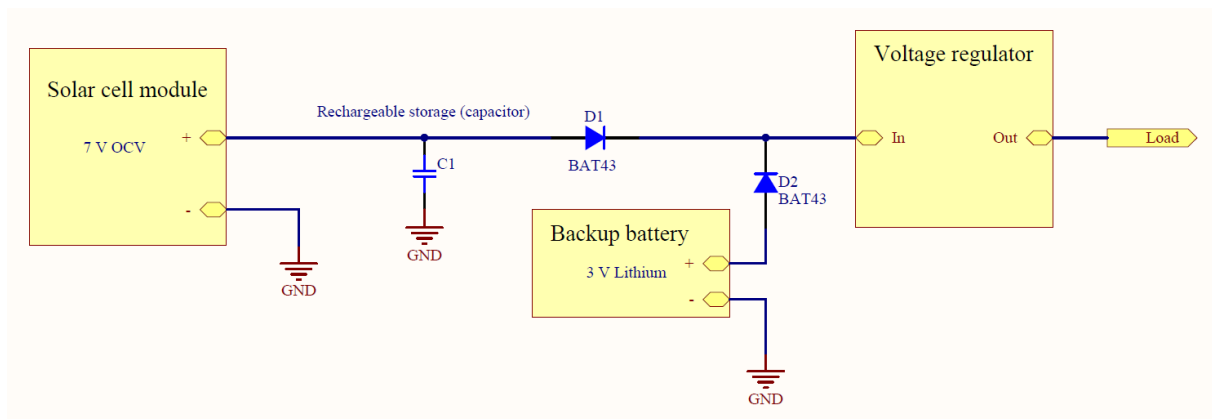 Solar cell module
+
7 V OCV
-
GND
Rechargeable storage (capacitor)
C1
GND
D1
BAT43
D2
BAT43
Backup battery
+
3 V Lithium
-
GND
Voltage regulator
In
Out
Load